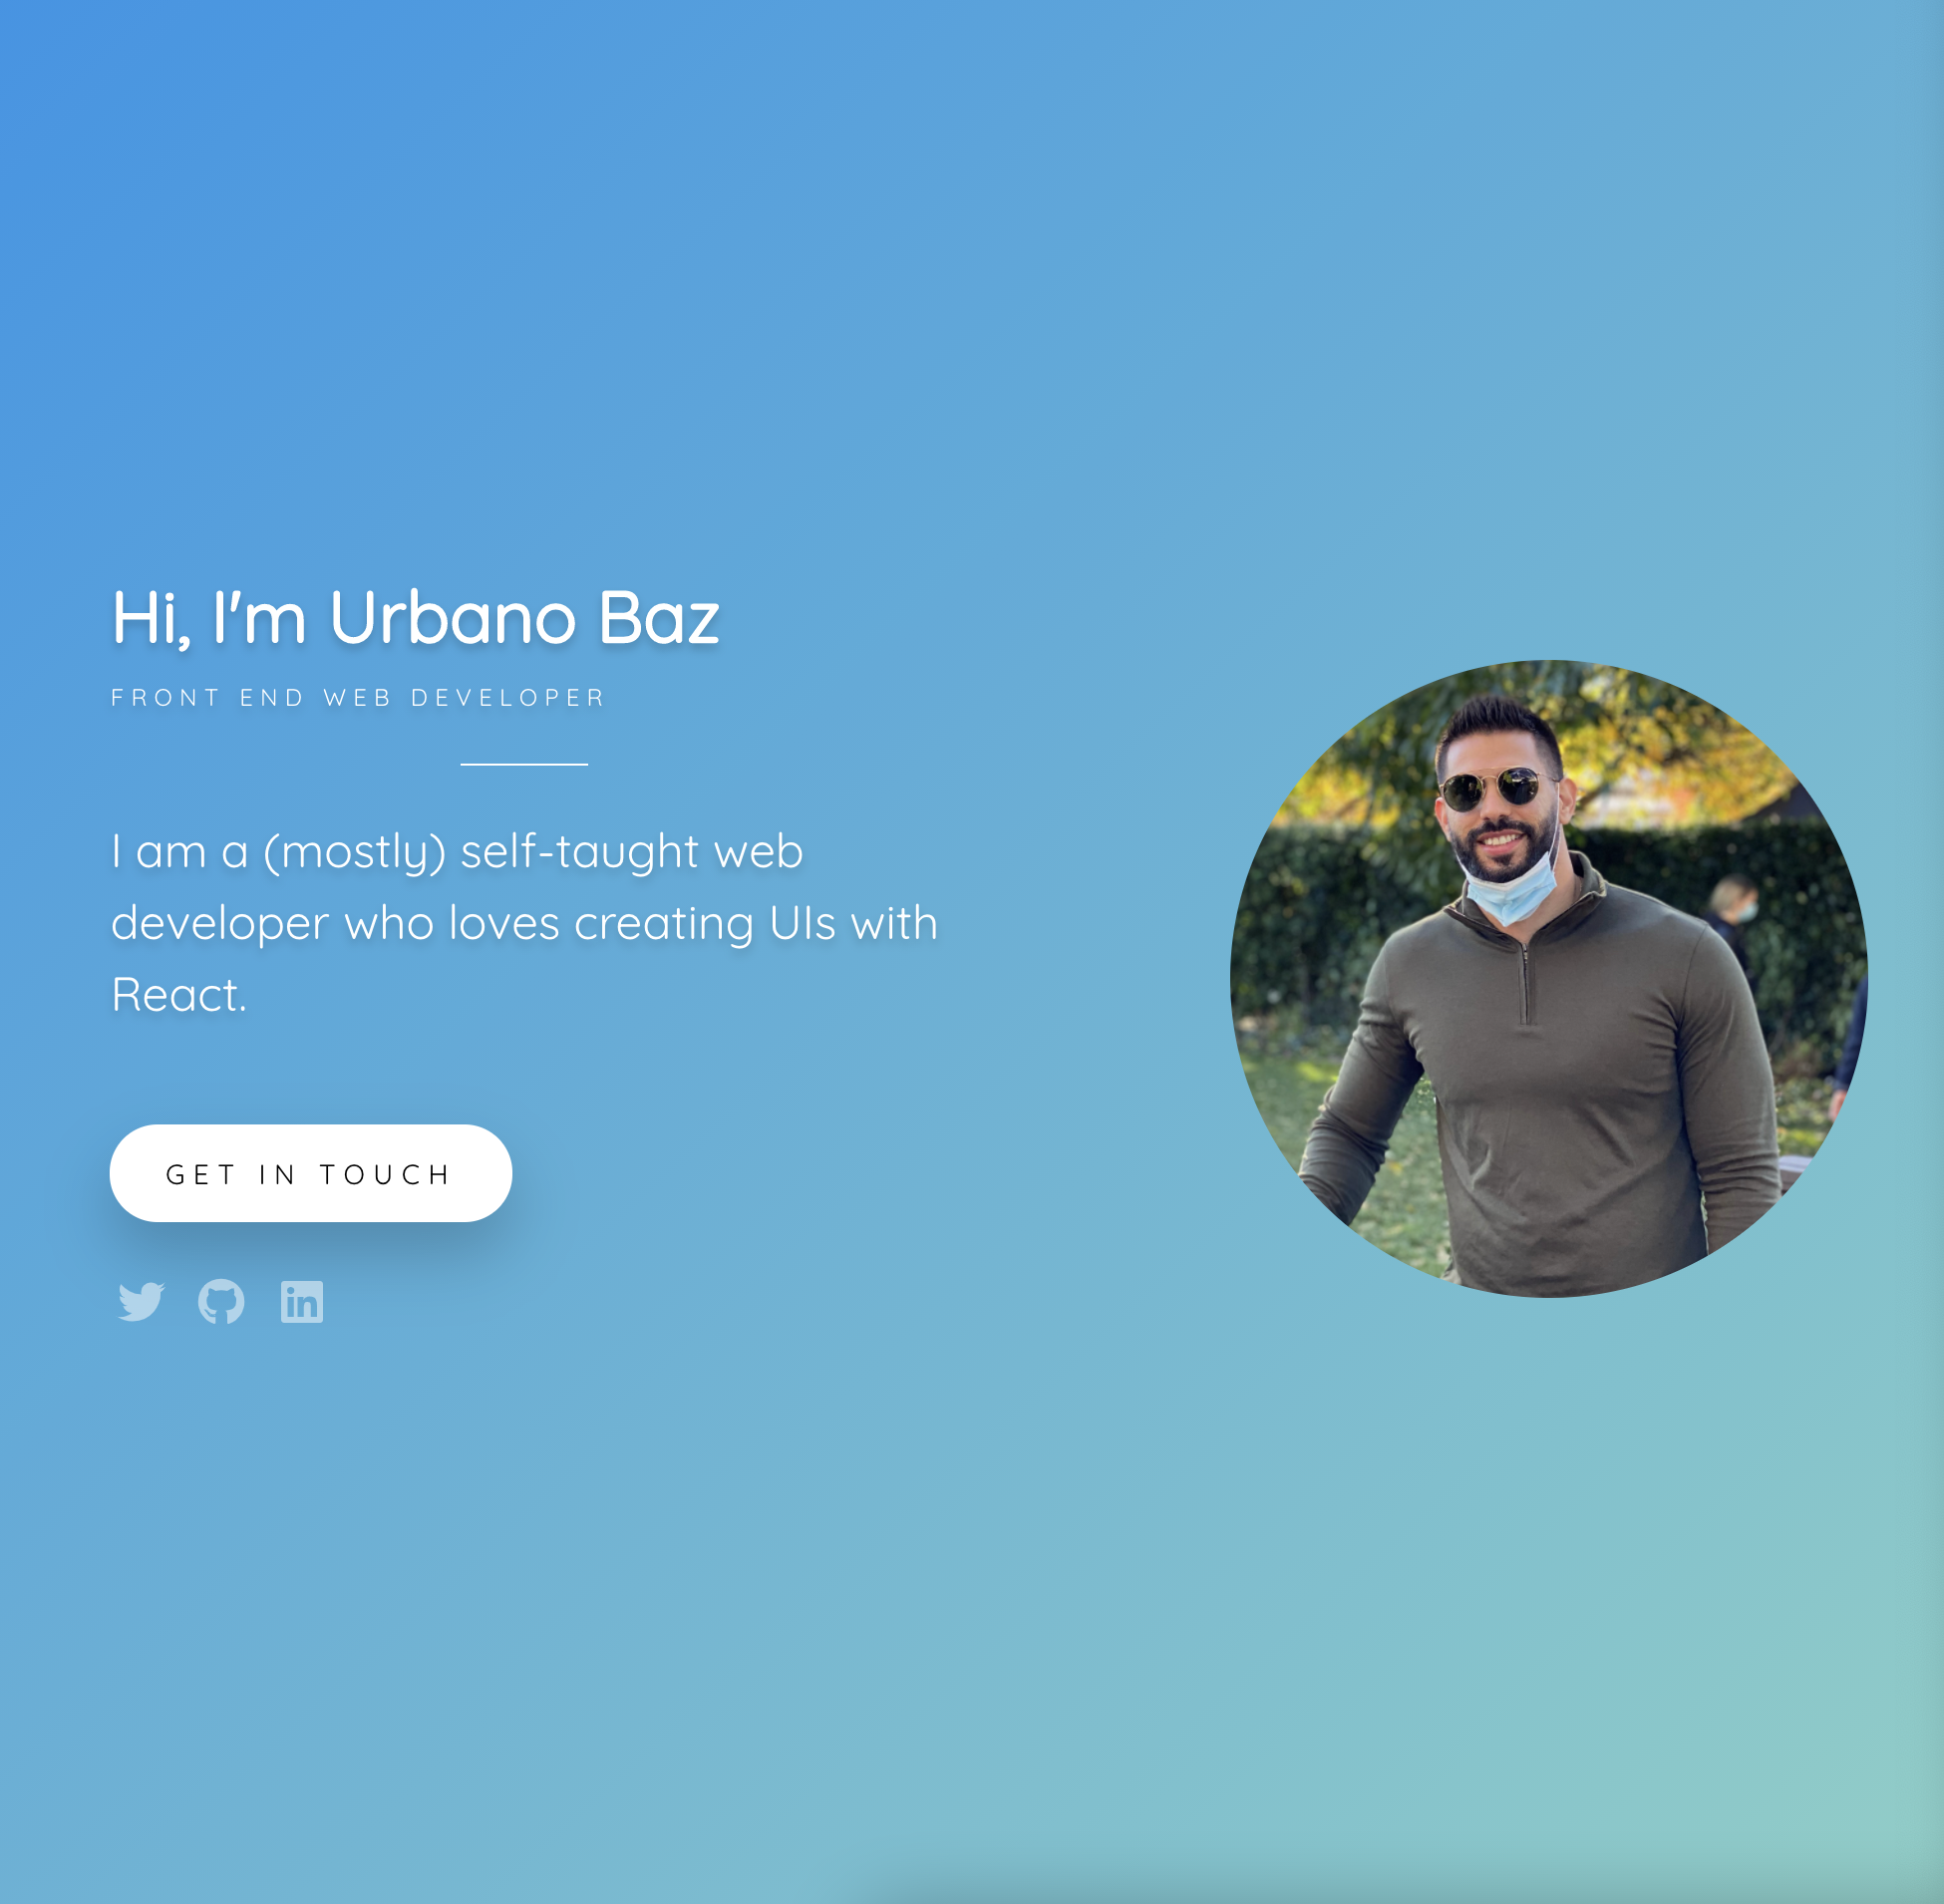 Hi, I'm Urbano Baz
FRONT END WEB DEVELOPER
I am a (mostly) self-taught web
developer who loves creating UIs with
React.
GET IN TOUCH
in